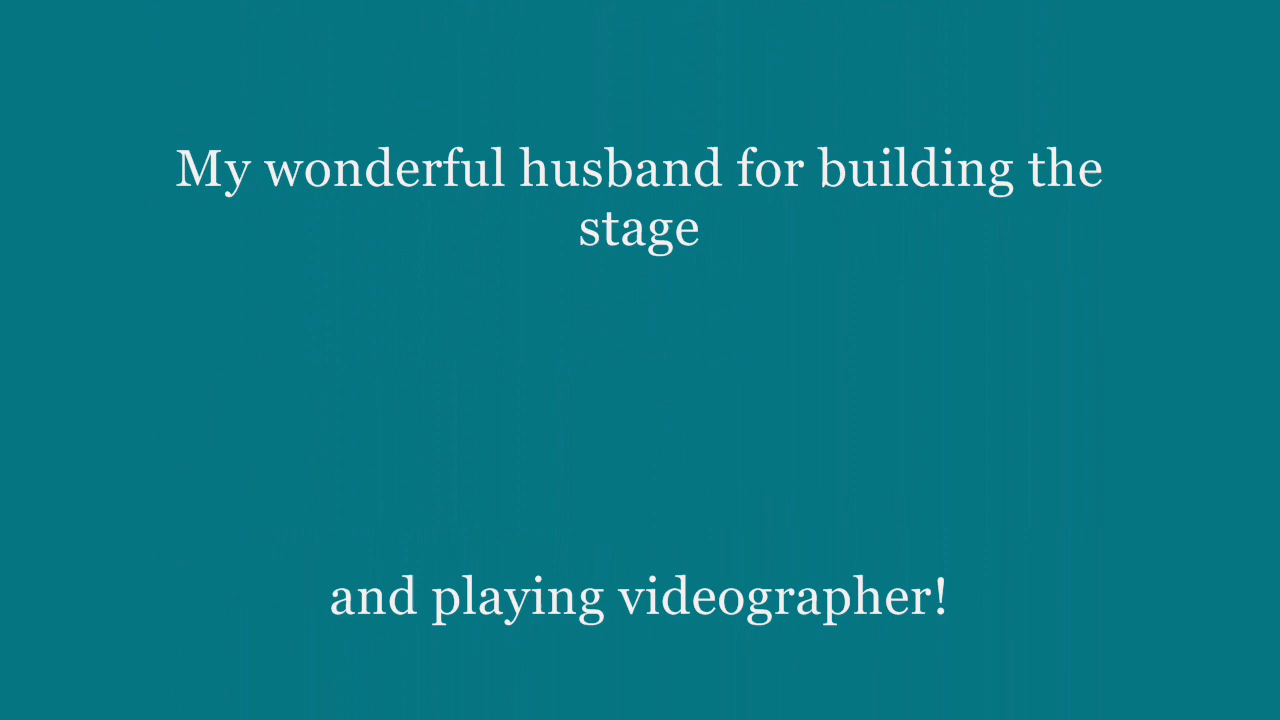 My wonderful husband for building the
stage
and playing videographer!